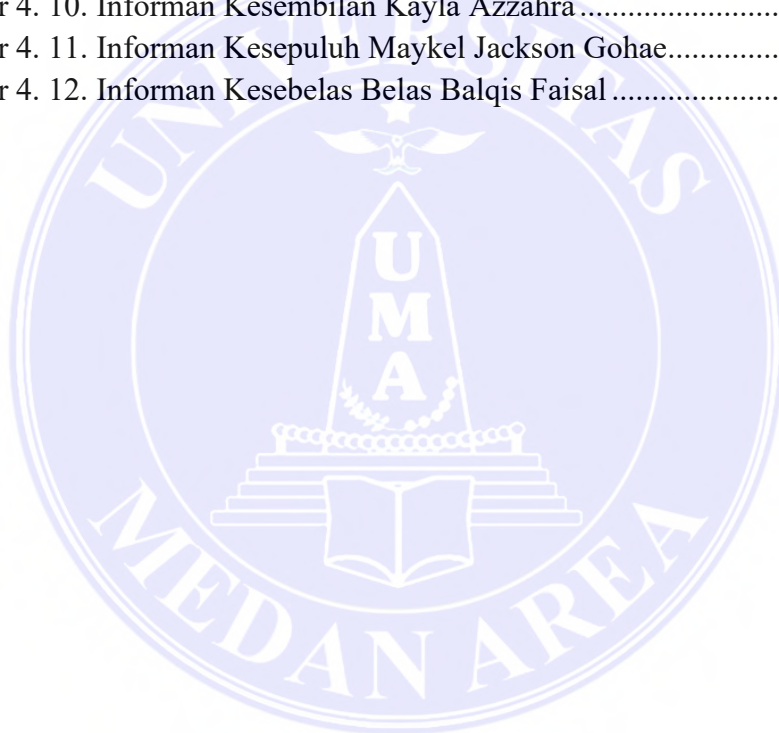 r 4. 10. Informan Kesembilan Kayla Azzahra.......................
r 4. 11. Informan Kesepuluh Maykel Jackson Gohae..............
r 4. 12. Informan Kesebelas Belas Balqis Faisal.....................
UNIVERSITAS
U
M
A
MEDAN AREA